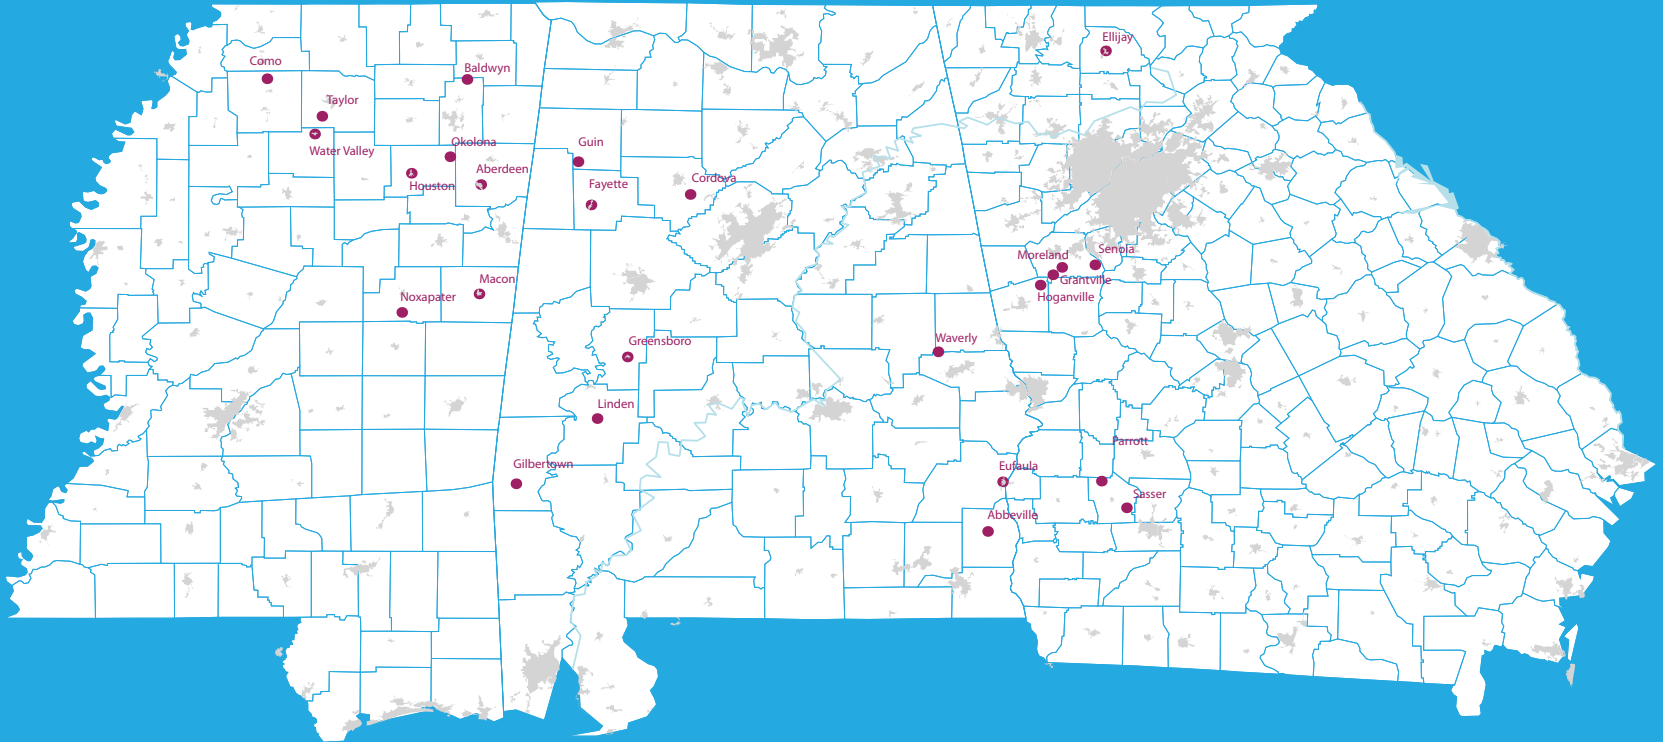 Ellijay
Como
Baldwyn
Taylor
Water Valley
Okolona
Guin
Houston
Aberdeen
Fayette
Cordova
Senoia
Moreland
Grantville
Hoganville
Macon
Noxapater
Greensboro
Waverly
Linden
Parrott
Gilbertown
Eufaula
Sasser
Abbeville